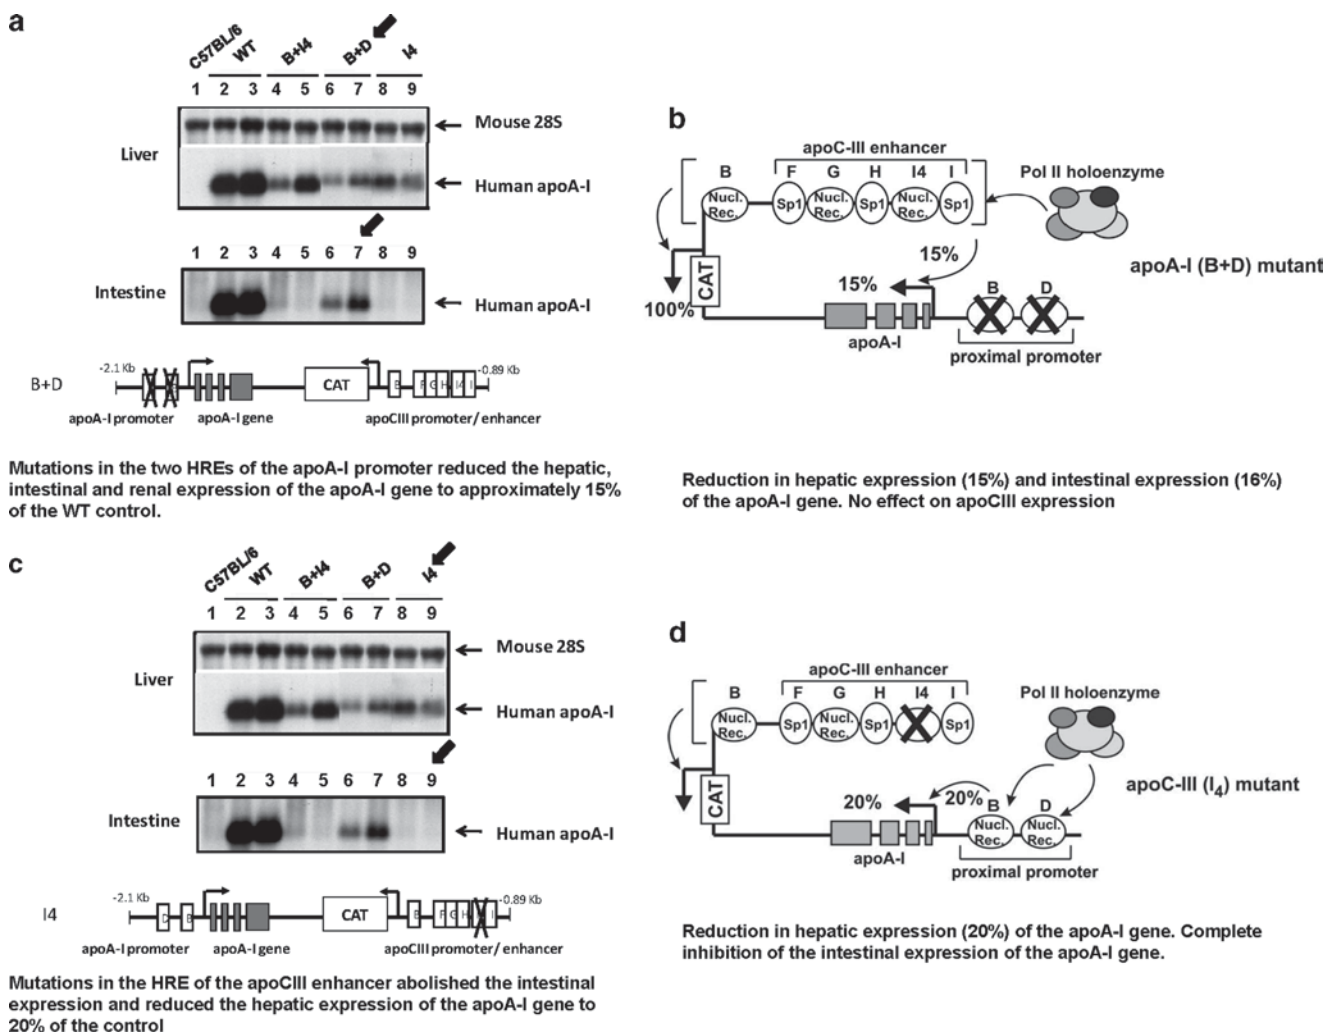 a
C57BL/6
WT
B+I4
B+D
I4
1 2 3 4 5 6 7 8 9
Mouse 28S
Liver
Human apoA-I
1 2 3 4 5 6 7 8 9
Intestine
Human apoA-I
B+D
-2.1 Kb
CAT
B
F G H I4 I
-0.89 Kb
apoA-I promoter
apoA-I gene
apoCIII promoter/ enhancer
Mutations in the two HREs of the apoA-I promoter reduced the hepatic,
intestinal and renal expression of the apoA-I gene to approximately 15%
of the WT control.
b
apoC-III enhancer
B F G H I4 I
Nucl. Rec.
Sp1
Nucl. Rec.
Sp1
Nucl. Rec.
Sp1
Pol II holoenzyme
15%
apoA-I (B+D) mutant
CAT
100%
15%
B D
apoA-I
proximal promoter
Reduction in hepatic expression (15%) and intestinal expression (16%)
of the apoA-I gene. No effect on apoCIII expression
c
C57BL/6
WT
B+I4
B+D
I4
1 2 3 4 5 6 7 8 9
Mouse 28S
Liver
Human apoA-I
1 2 3 4 5 6 7 8 9
Intestine
Human apoA-I
I4
-2.1 Kb
D
B
CAT
B
F G H I
-0.89 Kb
apoA-I promoter
apoA-I gene
apoCIII promoter/ enhancer
Mutations in the HRE of the apoCIII enhancer abolished the intestinal
expression and reduced the hepatic expression of the apoA-I gene to
20% of the control
d
apoC-III enhancer
B F G H I4 I
Nucl. Rec.
Sp1
Nucl. Rec.
Sp1
Sp1
Pol II holoenzyme
apoC-III (I4) mutant
CAT
20%
20%
B D
Nucl. Rec.
Nucl. Rec.
apoA-I
proximal promoter
Reduction in hepatic expression (20%) of the apoA-I gene. Complete
inhibition of the intestinal expression of the apoA-I gene.